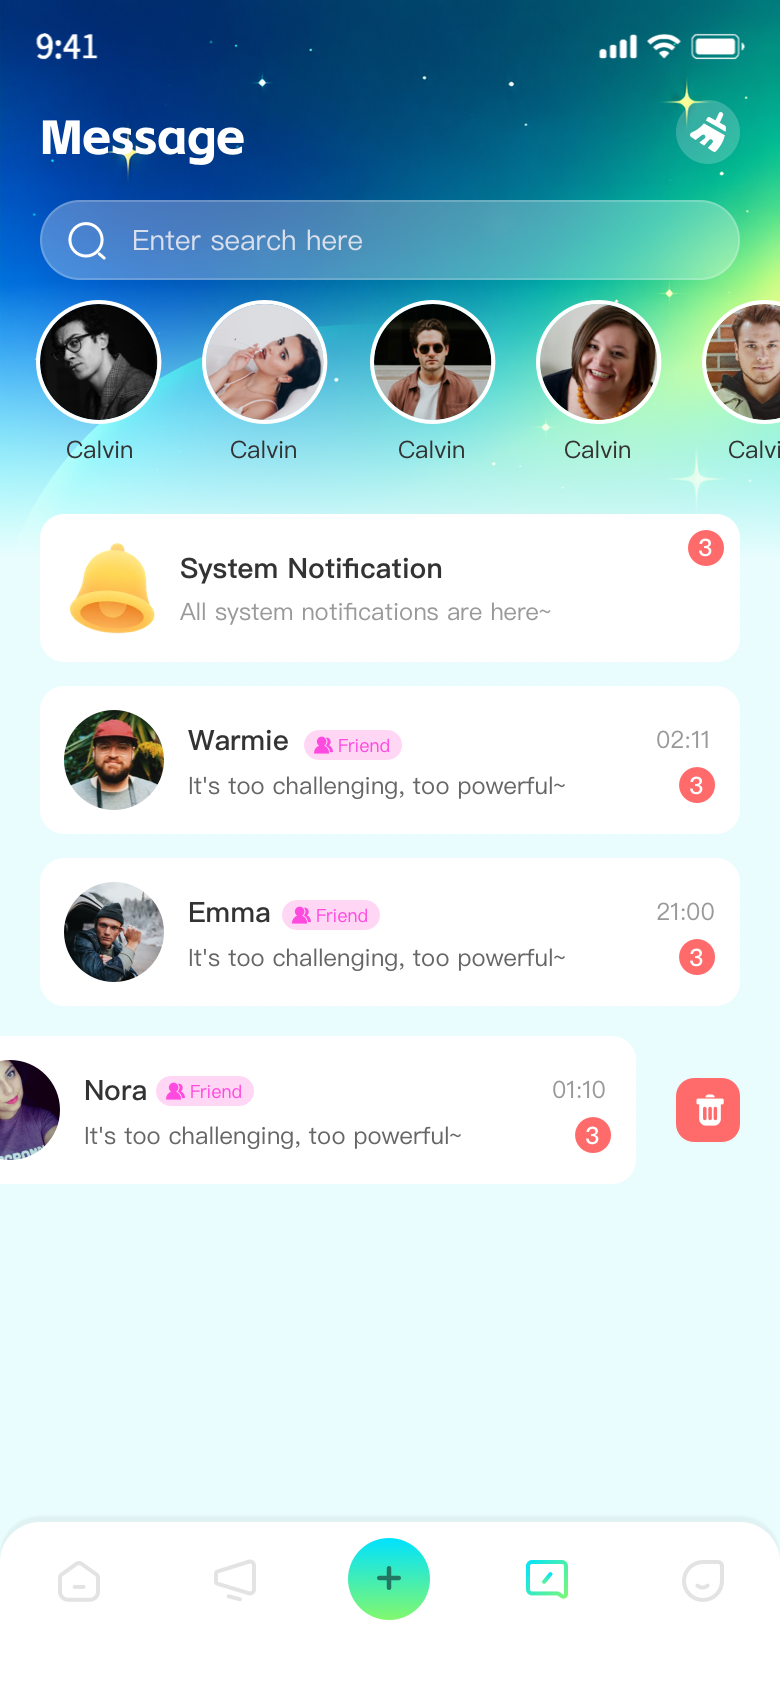 9:41
Message
Enter search here
Calvin
Calvin
Calvin
Calvin
Calvi
System Notification
3
All system notifications are here~
Warmie
Friend
02:11
It's too challenging, too powerful~
3
Emma
Friend
21:00
It's too challenging, too powerful~
3
Nora
Friend
01:10
It's too challenging, too powerful~
3